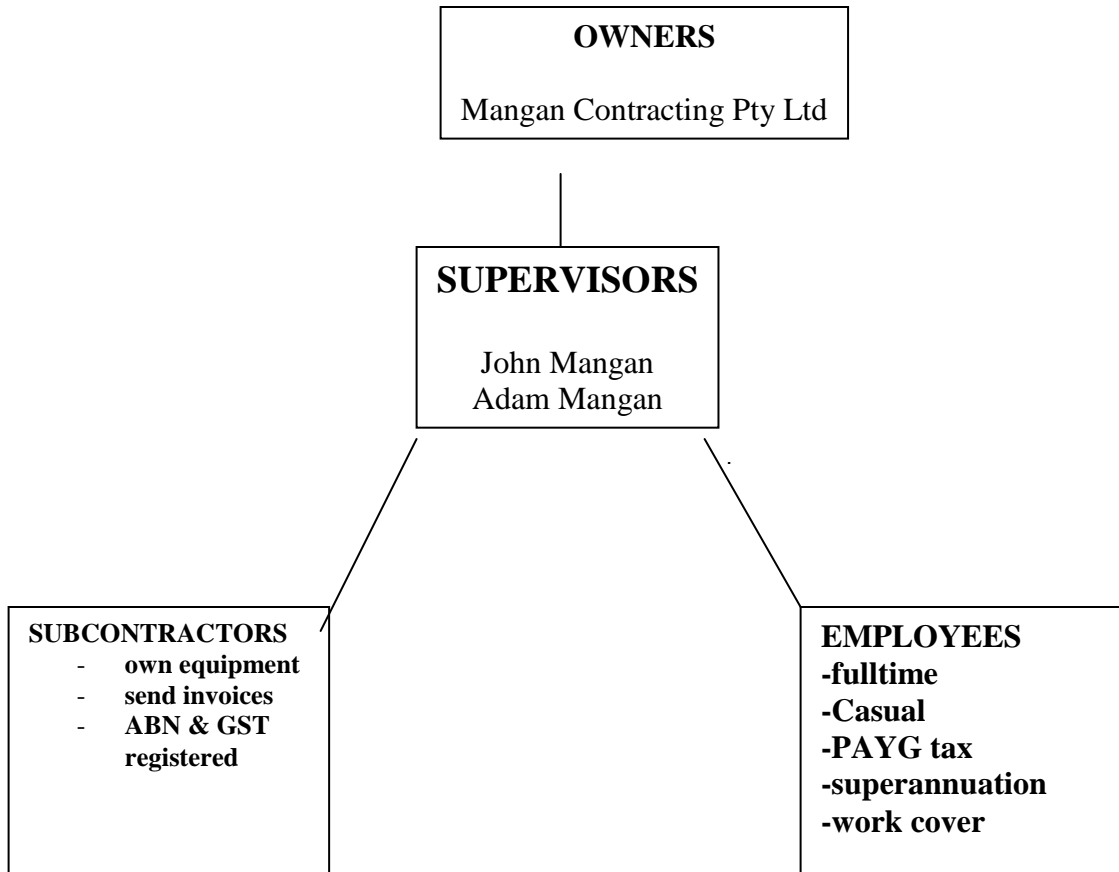 OWNERS
Mangan Contracting Pty Ltd
SUPERVISORS
John Mangan
Adam Mangan
SUBCONTRACTORS
- own equipment
- send invoices
- ABN & GST
registered
EMPLOYEES
-fulltime
-Casual
-PAYG tax
-superannuation
-work cover